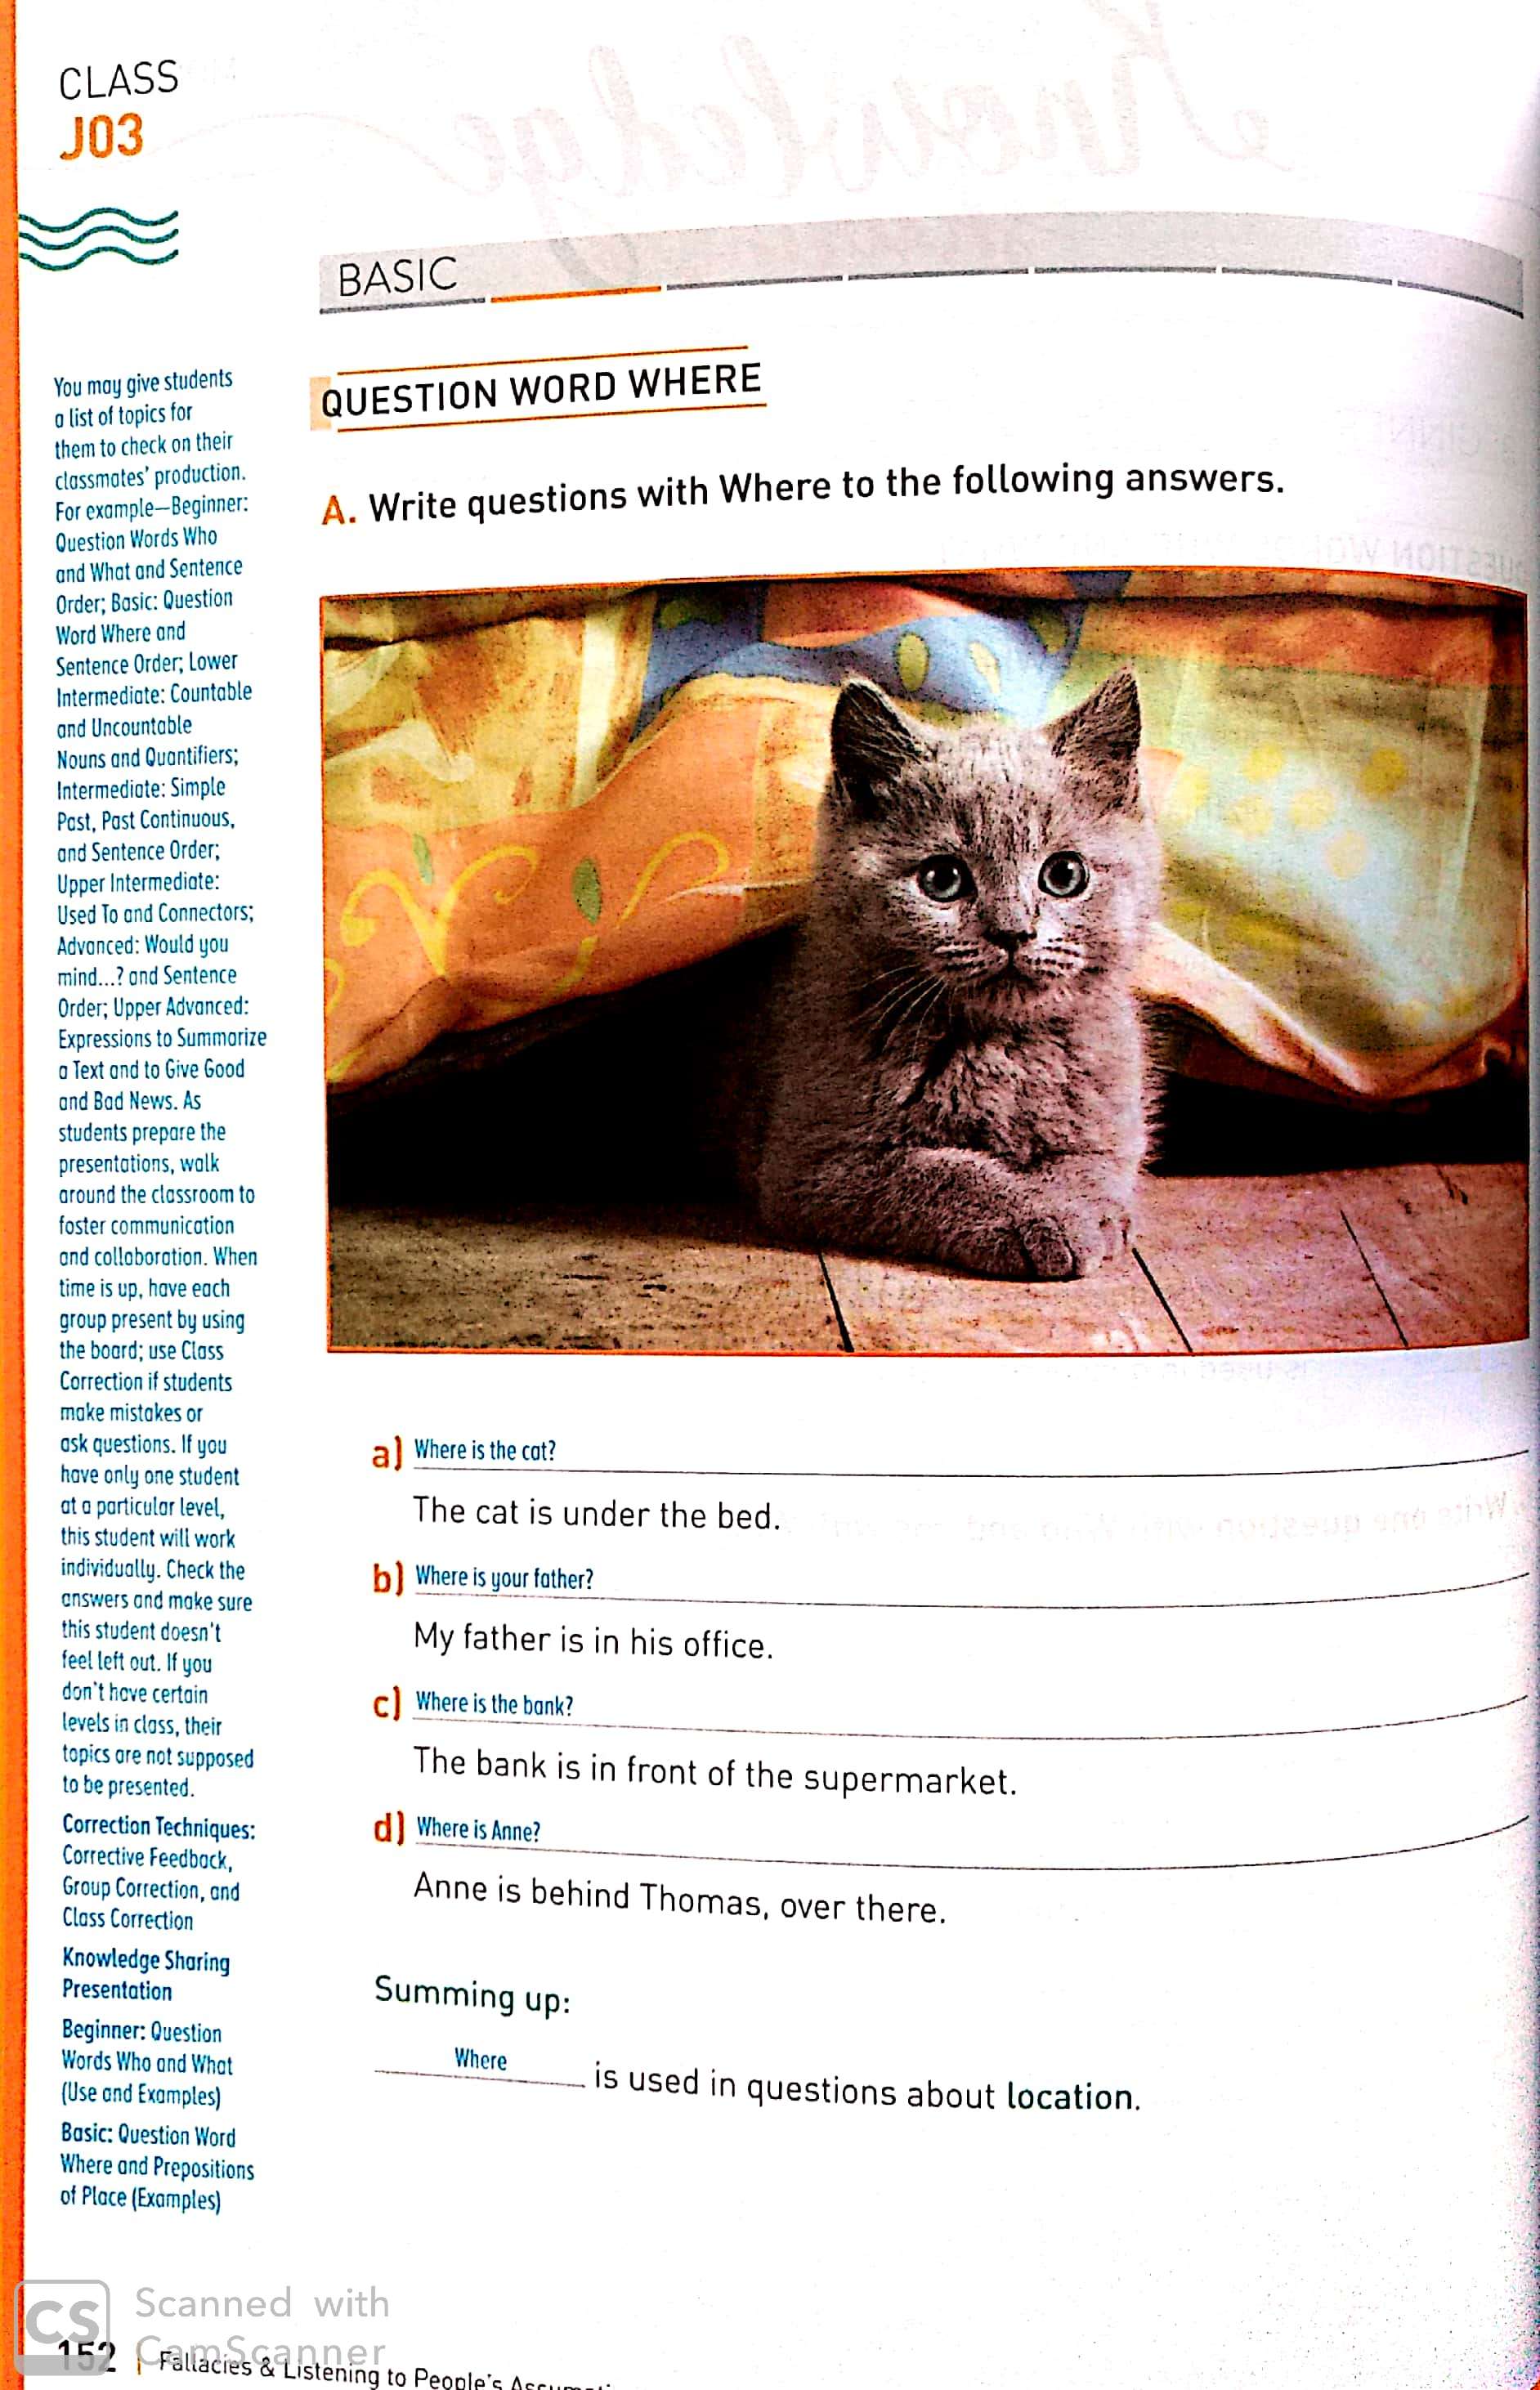 CLASS
J03
BASIC
QUESTION WORD WHERE
A. Write questions with Where to the following answers.
a) Where is the cat?
The cat is under the bed.
b) Where is your father?
My father is in his office.
c) Where is the bank?
The bank is in front of the supermarket.
d) Where is Anne?
Anne is behind Thomas, over there.
Summing up:
Where is used in questions about location.
You may give students
a list of topics for
them to check on their
classmates' production.
For example—Beginner:
Question Words Who
and What and Sentence
Order; Basic: Question
Word Where and
Sentence Order; Lower
Intermediate: Countable
and Uncountable
Nouns and Quantifiers;
Intermediate: Simple
Past, Past Continuous,
and Sentence Order;
Upper Intermediate:
Used To and Connectors;
Advanced: Would you
mind...? and Sentence
Order; Upper Advanced:
Expressions to Summarize
a Text and to Give Good
and Bad News. As
students prepare the
presentations, walk
around the classroom to
foster communication
and collaboration. When
time is up, have each
group present by using
the board; use Class
Correction if students
make mistakes or
ask questions. If you
have only one student
at a particular level,
this student will work
individually. Check the
answers and make sure
this student doesn't
feel left out. If you
don't have certain
levels in class, their
topics are not supposed
to be presented.
Correction Techniques:
Corrective Feedback,
Group Correction, and
Class Correction
Knowledge Sharing
Presentation
Beginner: Question
Words Who and What
(Use and Examples)
Basic: Question Word
Where and Prepositions
of Place (Examples)
CS
Scanned with
CamScanner
152 | Fallacies & Listening to People's